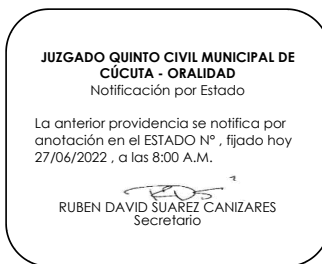 JUZGADO QUINTO CIVIL MUNICIPAL DE
CÚCUTA - ORALIDAD
Notificación por Estado
La anterior providencia se notifica por
anotación en el ESTADO N° , fijado hoy
27/06/2022 , a las 8:00 A.M.
RUBEN DAVID SUAREZ CANIZARES
Secretario